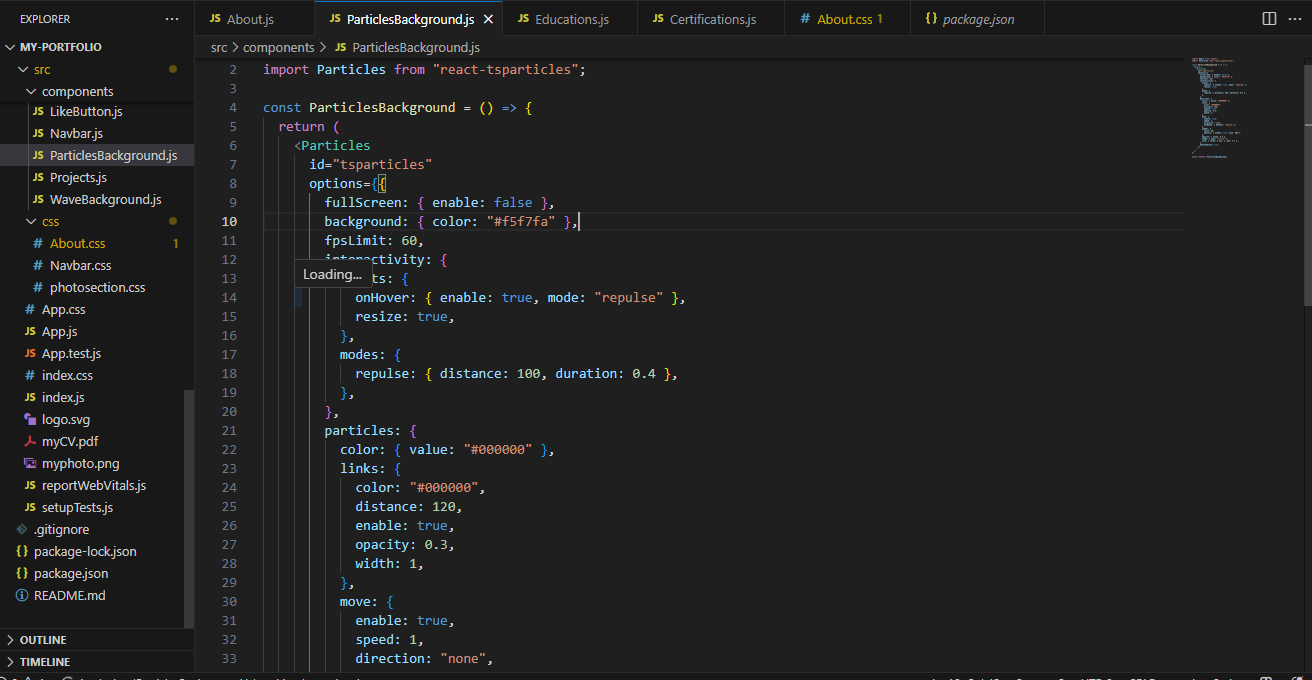 EXPLORER
MY-PORTFOLIO
src
components
JS LikeButton.js
JS Navbar.js
JS ParticlesBackground.js
JS Projects.js
JS WaveBackground.js
css
# About.css 1
# Navbar.css
# photosection.css
# App.css
JS App.js
JS App.test.js
# index.css
JS index.js
logo.svg
myCV.pdf
myphoto.png
JS reportWebVitals.js
JS setupTests.js
.gitignore
{} package-lock.json
{} package.json
README.md
OUTLINE
TIMELINE
JS About.js
JS ParticlesBackground.js
JS Educations.js
JS Certifications.js
# About.css 1
{} package.json
src > components > JS ParticlesBackground.js
2 import Particles from "react-tsparticles";
3
4 const ParticlesBackground = () => {
5 return (
6 <Particles
7 id="tsparticles"
8 options={{
9 fullScreen: { enable: false },
10 background: { color: "#f5f7fa" },
11 fpsLimit: 60,
12 interactivity: {
Loading...
13 ts: {
14 onHover: { enable: true, mode: "repulse" },
15 resize: true,
16 },
17 modes: {
18 repulse: { distance: 100, duration: 0.4 },
19 },
20 },
21 particles: {
22 color: { value: "#000000" },
23 links: {
24 color: "#000000",
25 distance: 120,
26 enable: true,
27 opacity: 0.3,
28 width: 1,
29 },
30 move: {
31 enable: true,
32 speed: 1,
33 direction: "none",